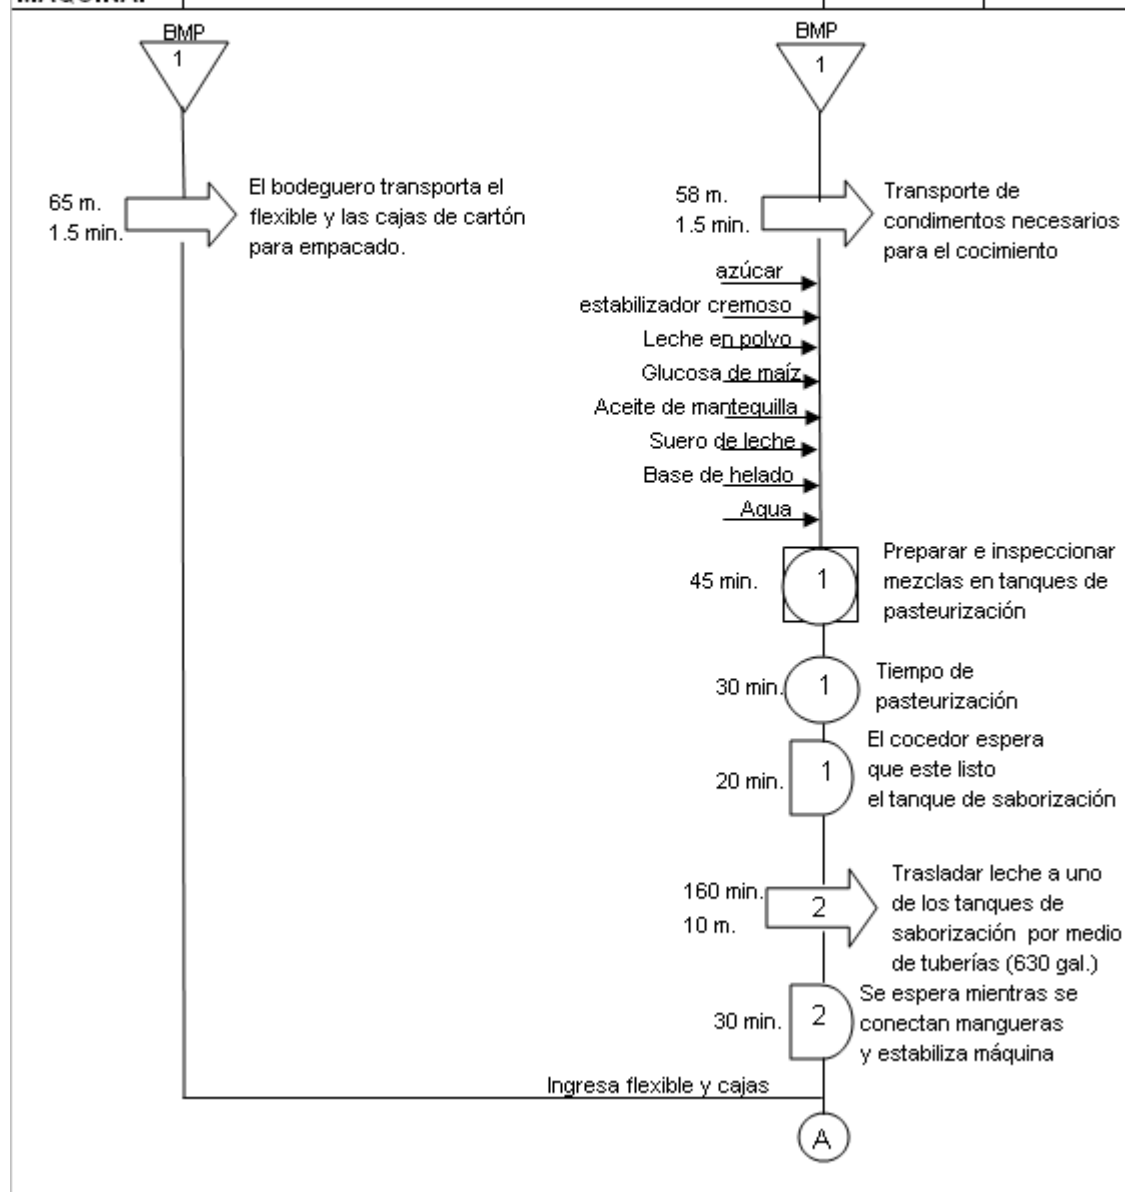 BMP
1
65 m.
1.5 min.
El bodeguero transporta el
flexible y las cajas de cartón
para empacado.
BMP
1
58 m.
1.5 min.
Transporte de
condimentos necesarios
para el cocimiento
azúcar
estabilizador cremoso
Leche en polvo
Glucosa de maíz
Aceite de mantequilla
Suero de leche
Base de helado
Agua
45 min.
1
Preparar e inspeccionar
mezclas en tanques de
pasteurización
30 min.
1
Tiempo de
pasteurización
20 min.
1
El cocedor espera
que este listo
el tanque de saborización
160 min.
10 m.
2
Trasladar leche a uno
de los tanques de
saborización por medio
de tuberías (630 gal.)
30 min.
2
Se espera mientras se
conectan mangueras
y estabiliza máquina
Ingresa flexible y cajas
A